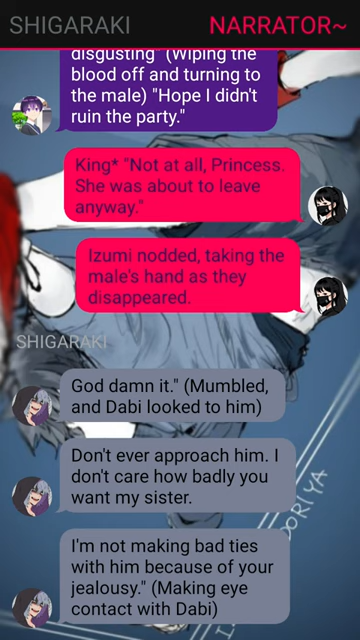 SHIGARAKI
NARRATOR~
disgusting" (Wiping the
blood off and turning to
the male) "Hope I didn't
ruin the party."
King* "Not at all, Princess.
She was about to leave
anyway."
Izumi nodded, taking the
male's hand as they
disappeared.
SHIGARAKI
God damn it." (Mumbled,
and Dabi looked to him)
Don't ever approach him. I
don't care how badly you
want my sister.
I'm not making bad ties
with him because of your
jealousy." (Making eye
contact with Dabi)